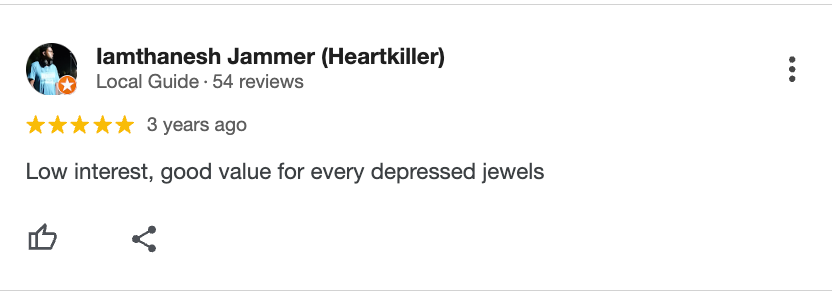 Iamthanesh Jammer (Heartkiller)
Local Guide · 54 reviews
3 years ago
Low interest, good value for every depressed jewels